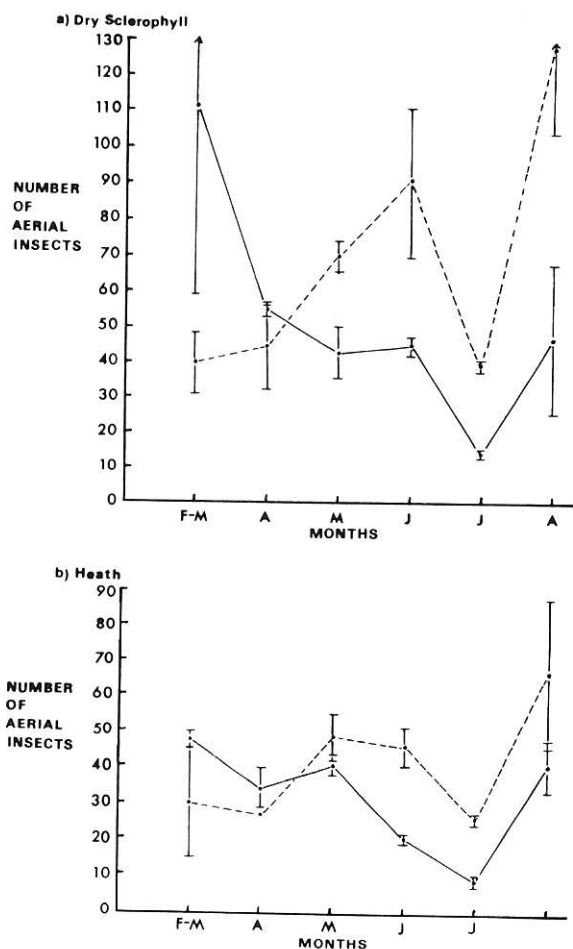 a) Dry Sclerophyll
130
120
110
100
90
80
70
60
50
40
30
20
10
0
NUMBER
OF
AERIAL
INSECTS
F-M A M J J A
MONTHS
b) Heath
90
80
70
60
50
40
30
20
10
0
NUMBER
OF
AERIAL
INSECTS
F-M A M J J
MONTHS